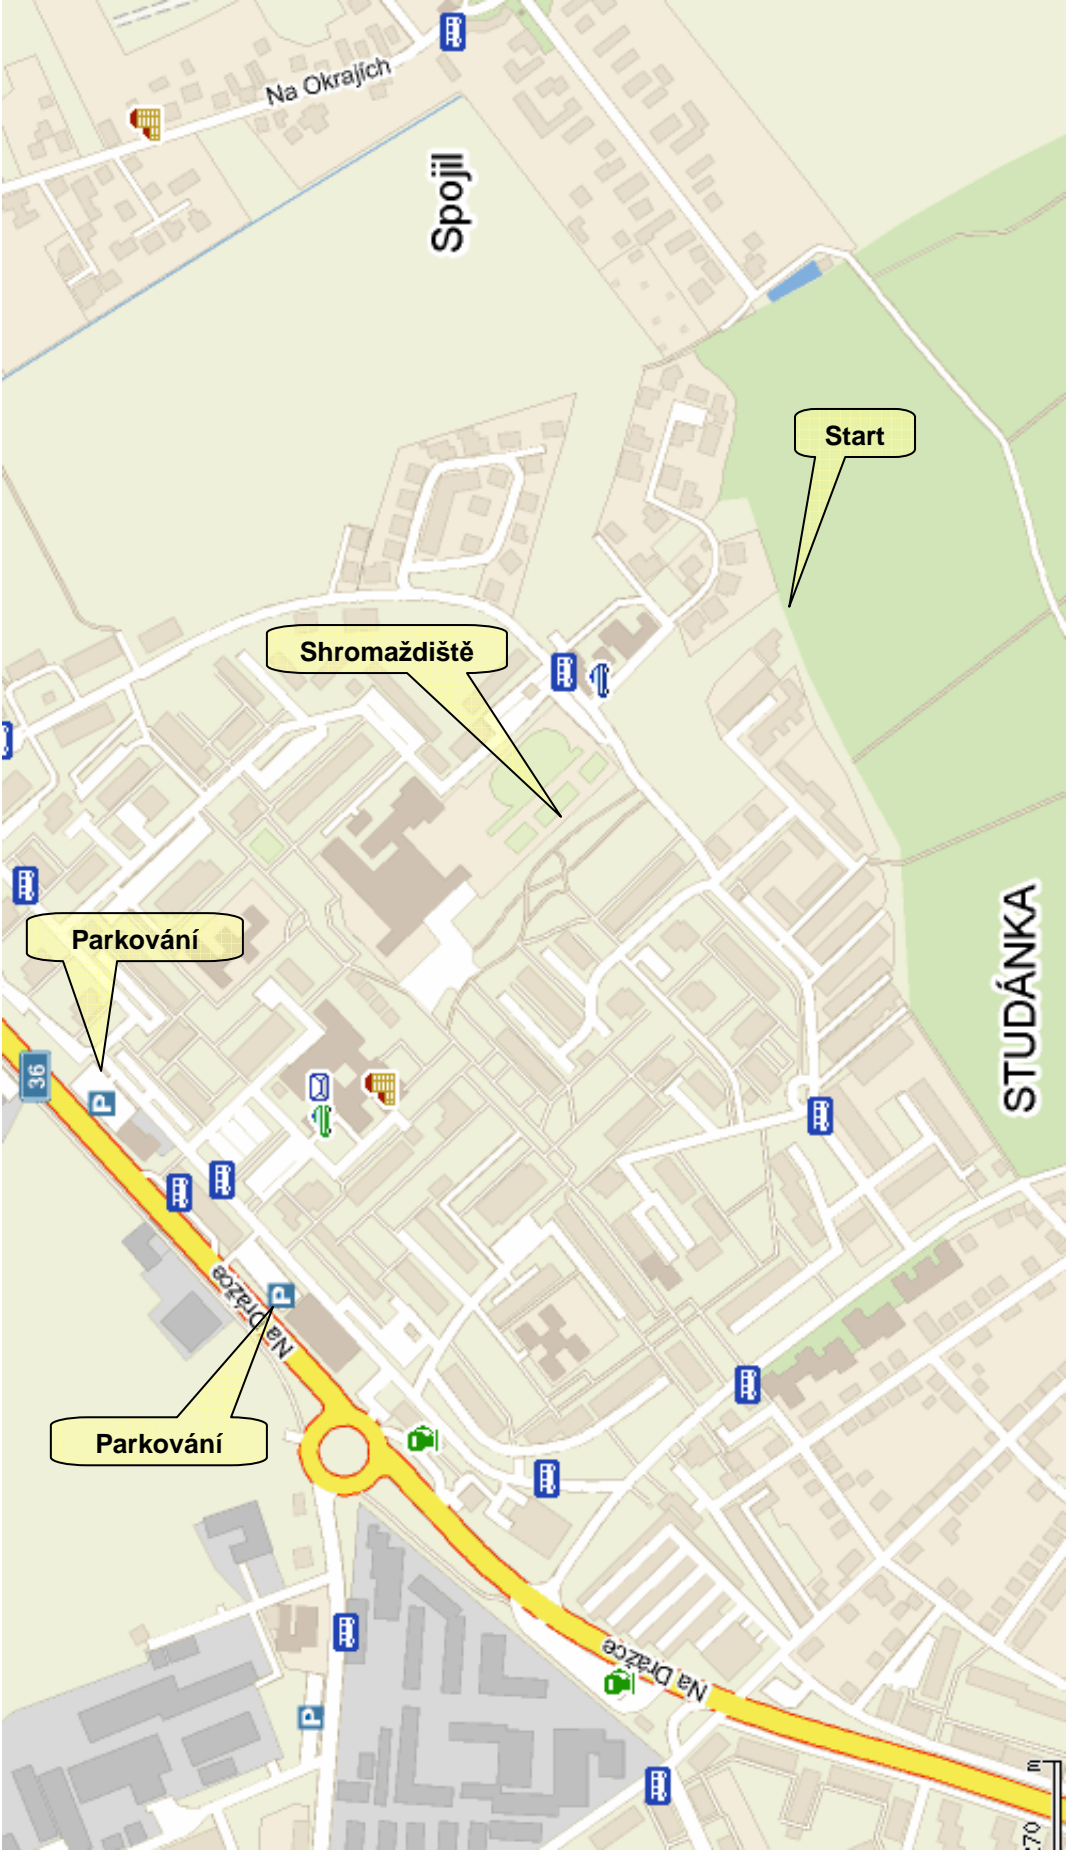 Na Okrajích
Spojil
Start
Shromaždiště
Parkování
36
P
STUDÁNKA
P
Na Drážce
Parkování
Na Drážce
P
m